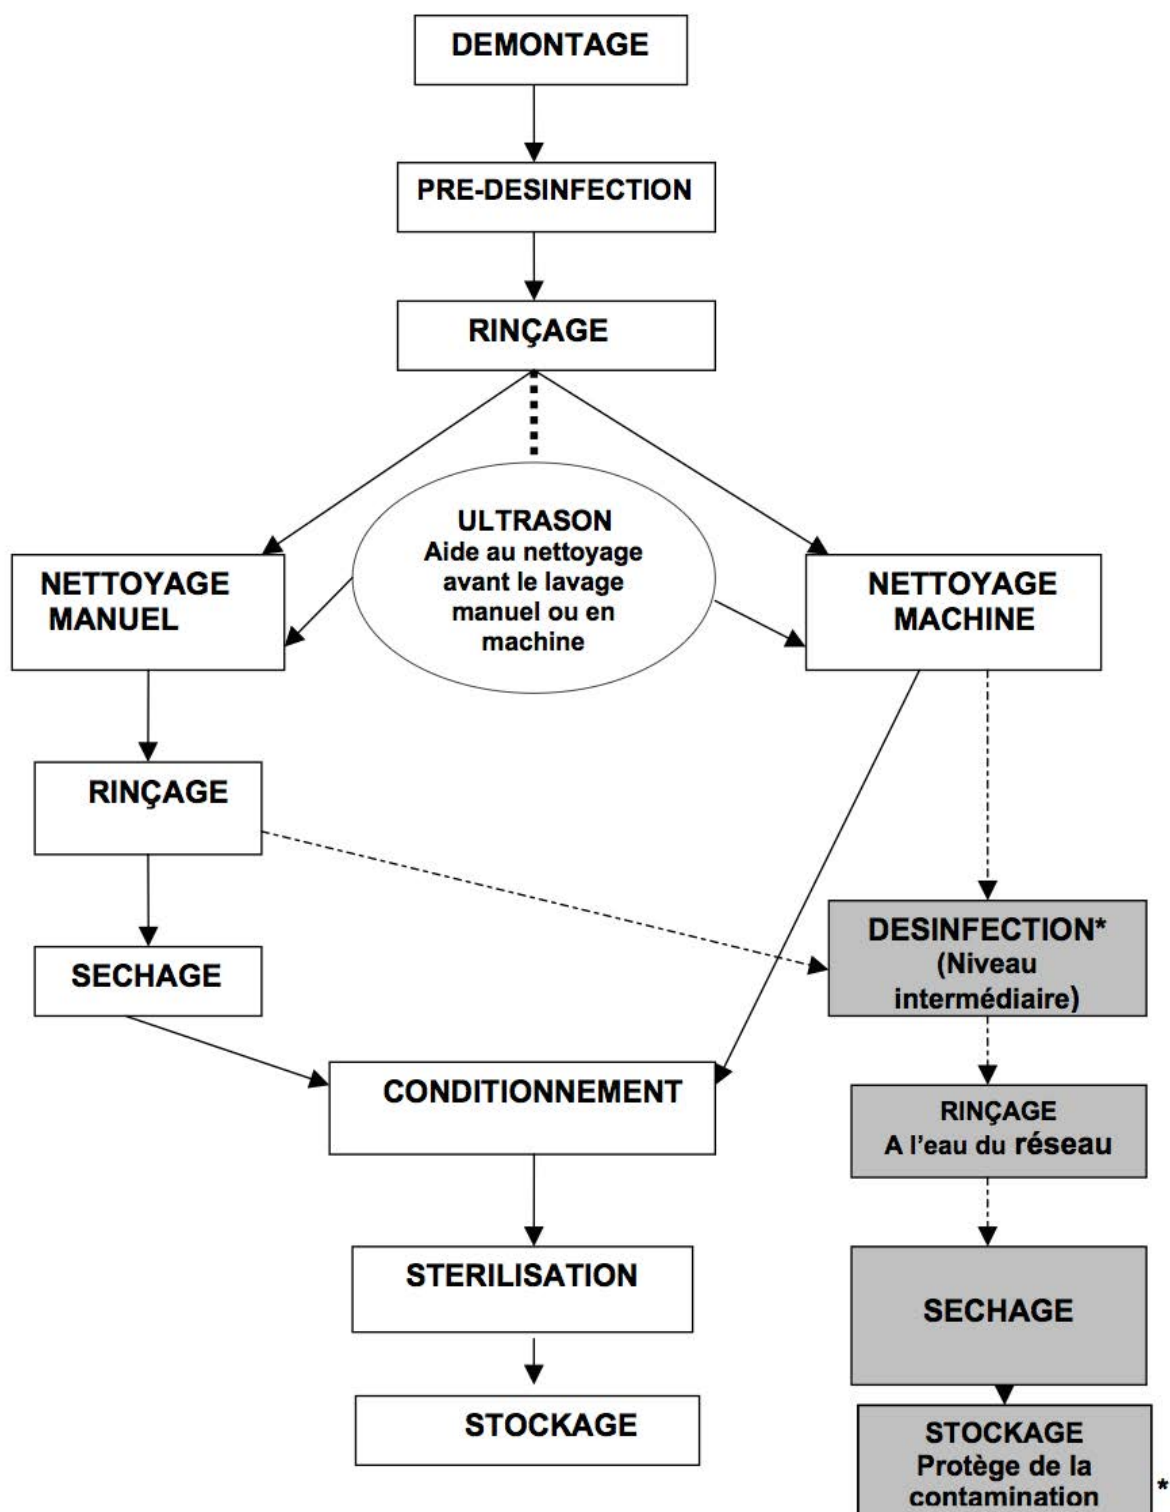 DEMONTAGE
PRE-DESINFECTION
RINÇAGE
ULTRASON
Aide au nettoyage
avant le lavage
manuel ou en
machine
NETTOYAGE
MANUEL
NETTOYAGE
MACHINE
RINÇAGE
SECHAGE
DESINFECTION*
(Niveau
intermédiaire)
CONDITIONNEMENT
RINÇAGE
A l'eau du réseau
STERILISATION
SECHAGE
STOCKAGE
STOCKAGE
Protège de la
contamination
*